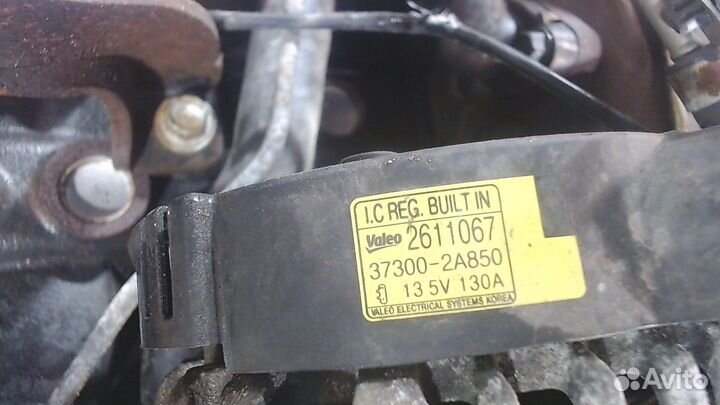 I.C REG. BUILT IN
Valeo 2611067
37300-2A850
13.5V 130A
VALEO ELECTRICAL SYSTEMS KOREA
Avito